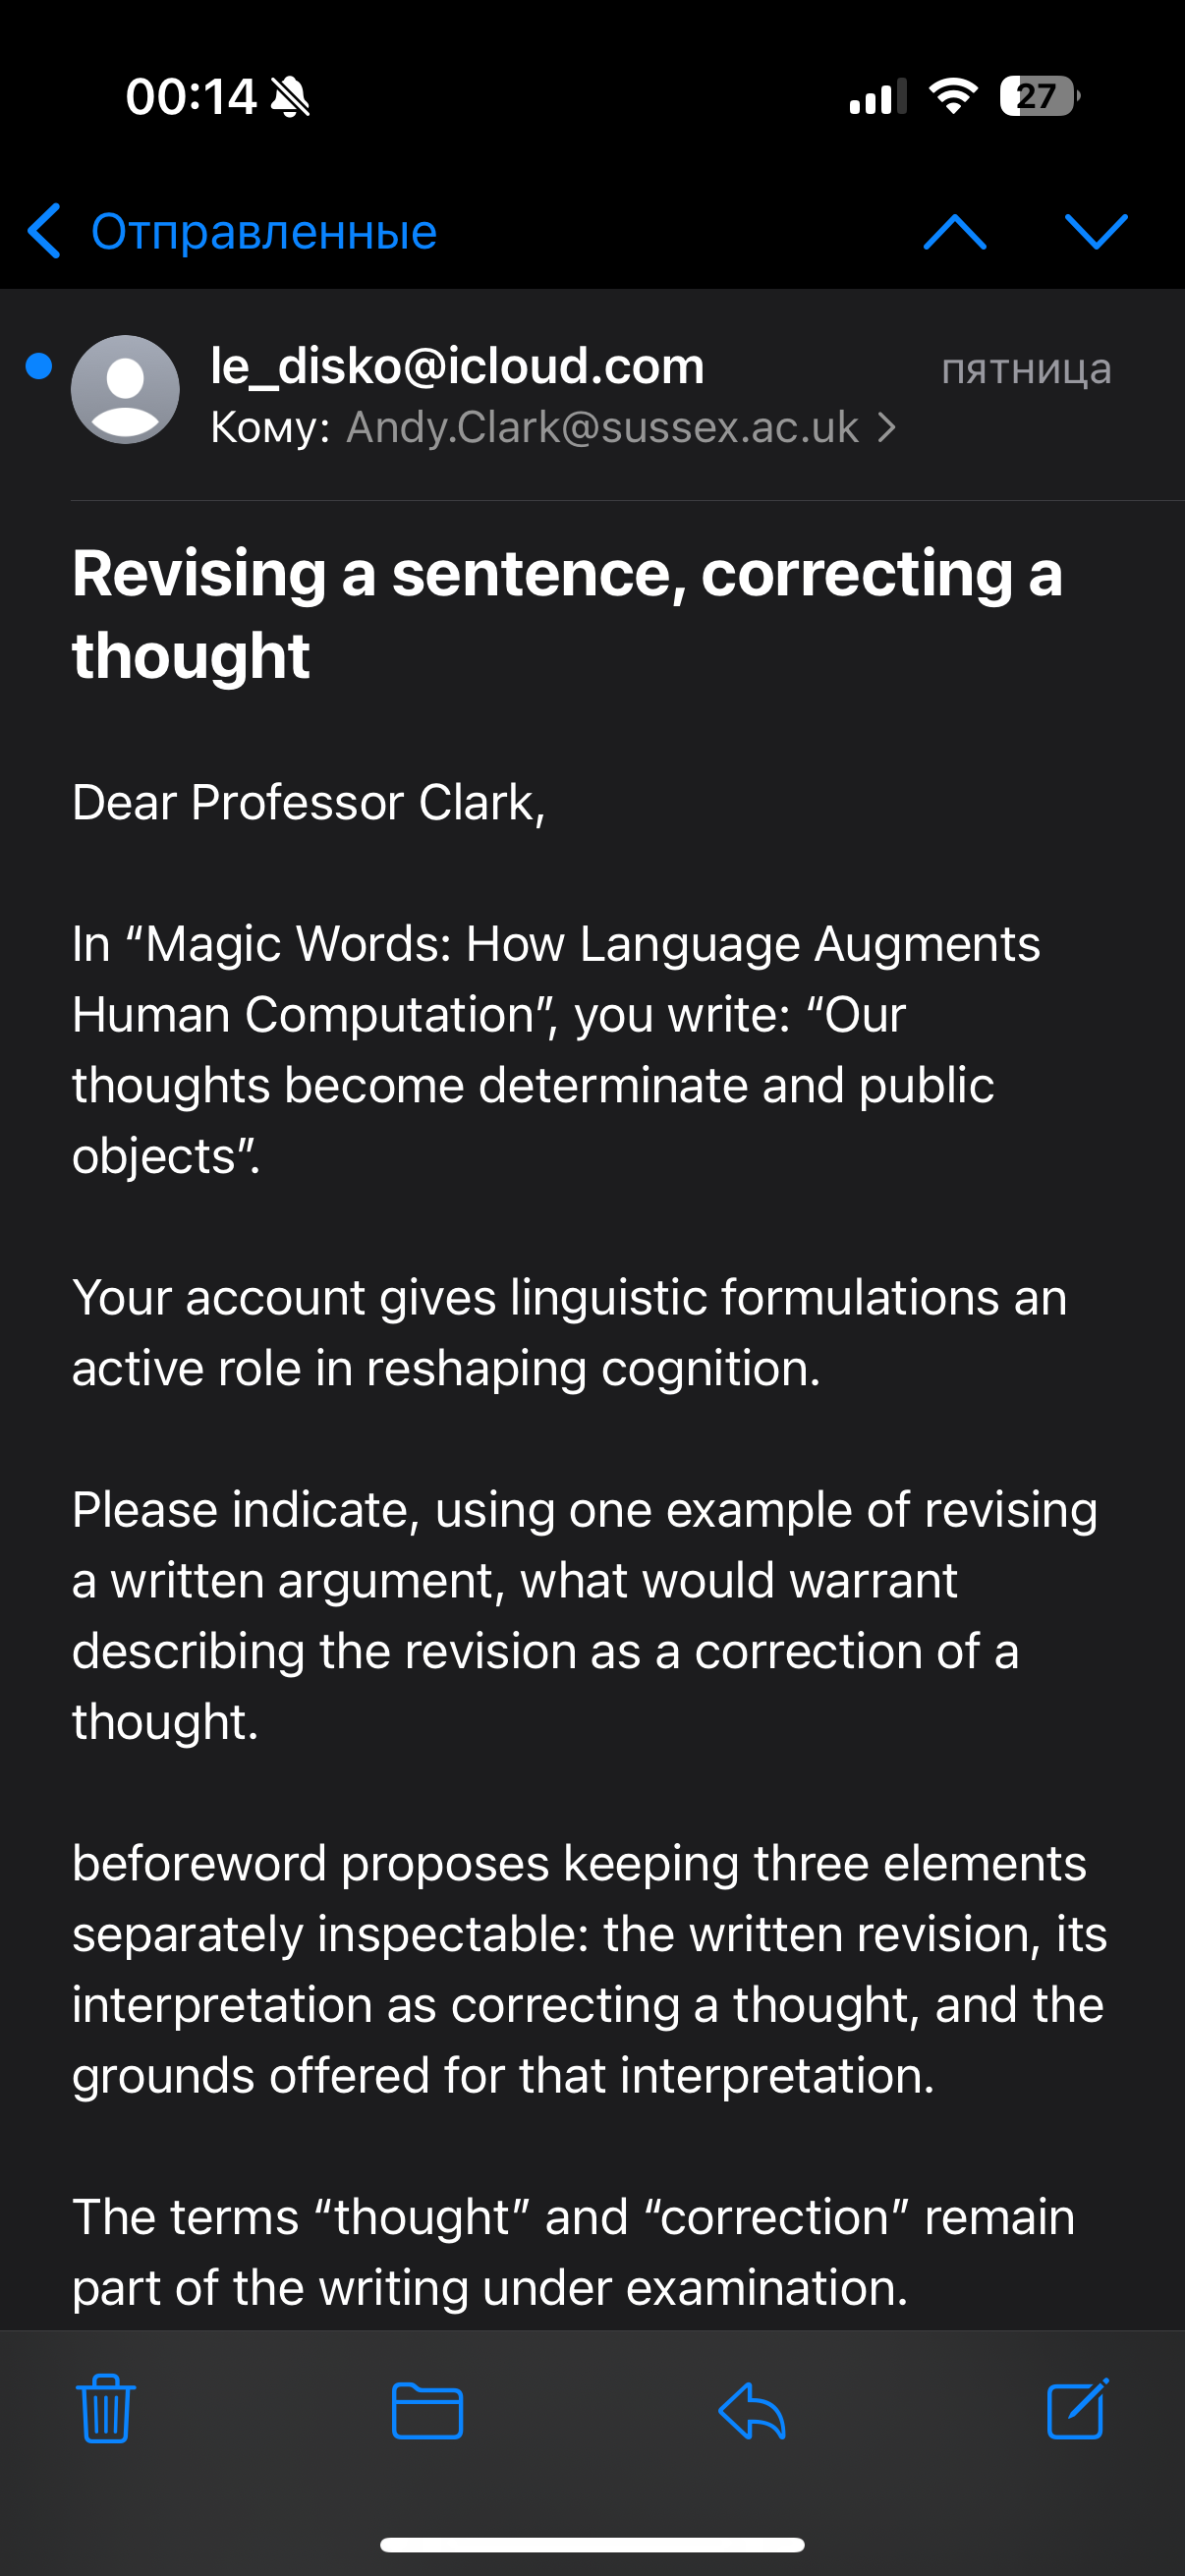 00:14
27
Отправленные
le_disko@icloud.com
пятница
Кому: Andy.Clark@sussex.ac.uk
Revising a sentence, correcting a
thought
Dear Professor Clark,
In “Magic Words: How Language Augments
Human Computation”, you write: “Our
thoughts become determinate and public
objects”.
Your account gives linguistic formulations an
active role in reshaping cognition.
Please indicate, using one example of revising
a written argument, what would warrant
describing the revision as a correction of a
thought.
beforeword proposes keeping three elements
separately inspectable: the written revision, its
interpretation as correcting a thought, and the
grounds offered for that interpretation.
The terms “thought” and “correction” remain
part of the writing under examination.